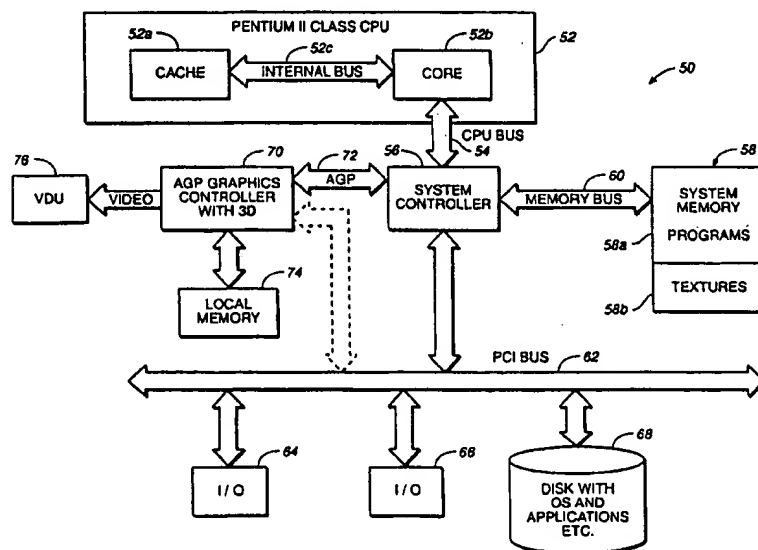 PENTIUM II CLASS CPU
52a
52c
52b
52
CACHE
INTERNAL BUS
CORE
50
CPU BUS
54
76
70
72
56
58
VDU
VIDEO
AGP GRAPHICS
CONTROLLER
WITH 3D
AGP
SYSTEM
CONTROLLER
60
MEMORY BUS
SYSTEM
MEMORY
PROGRAMS
58a
74
LOCAL
MEMORY
TEXTURES
58b
PCI BUS
62
64
66
68
I/O
I/O
DISK WITH
OS AND
APPLICATIONS
ETC.